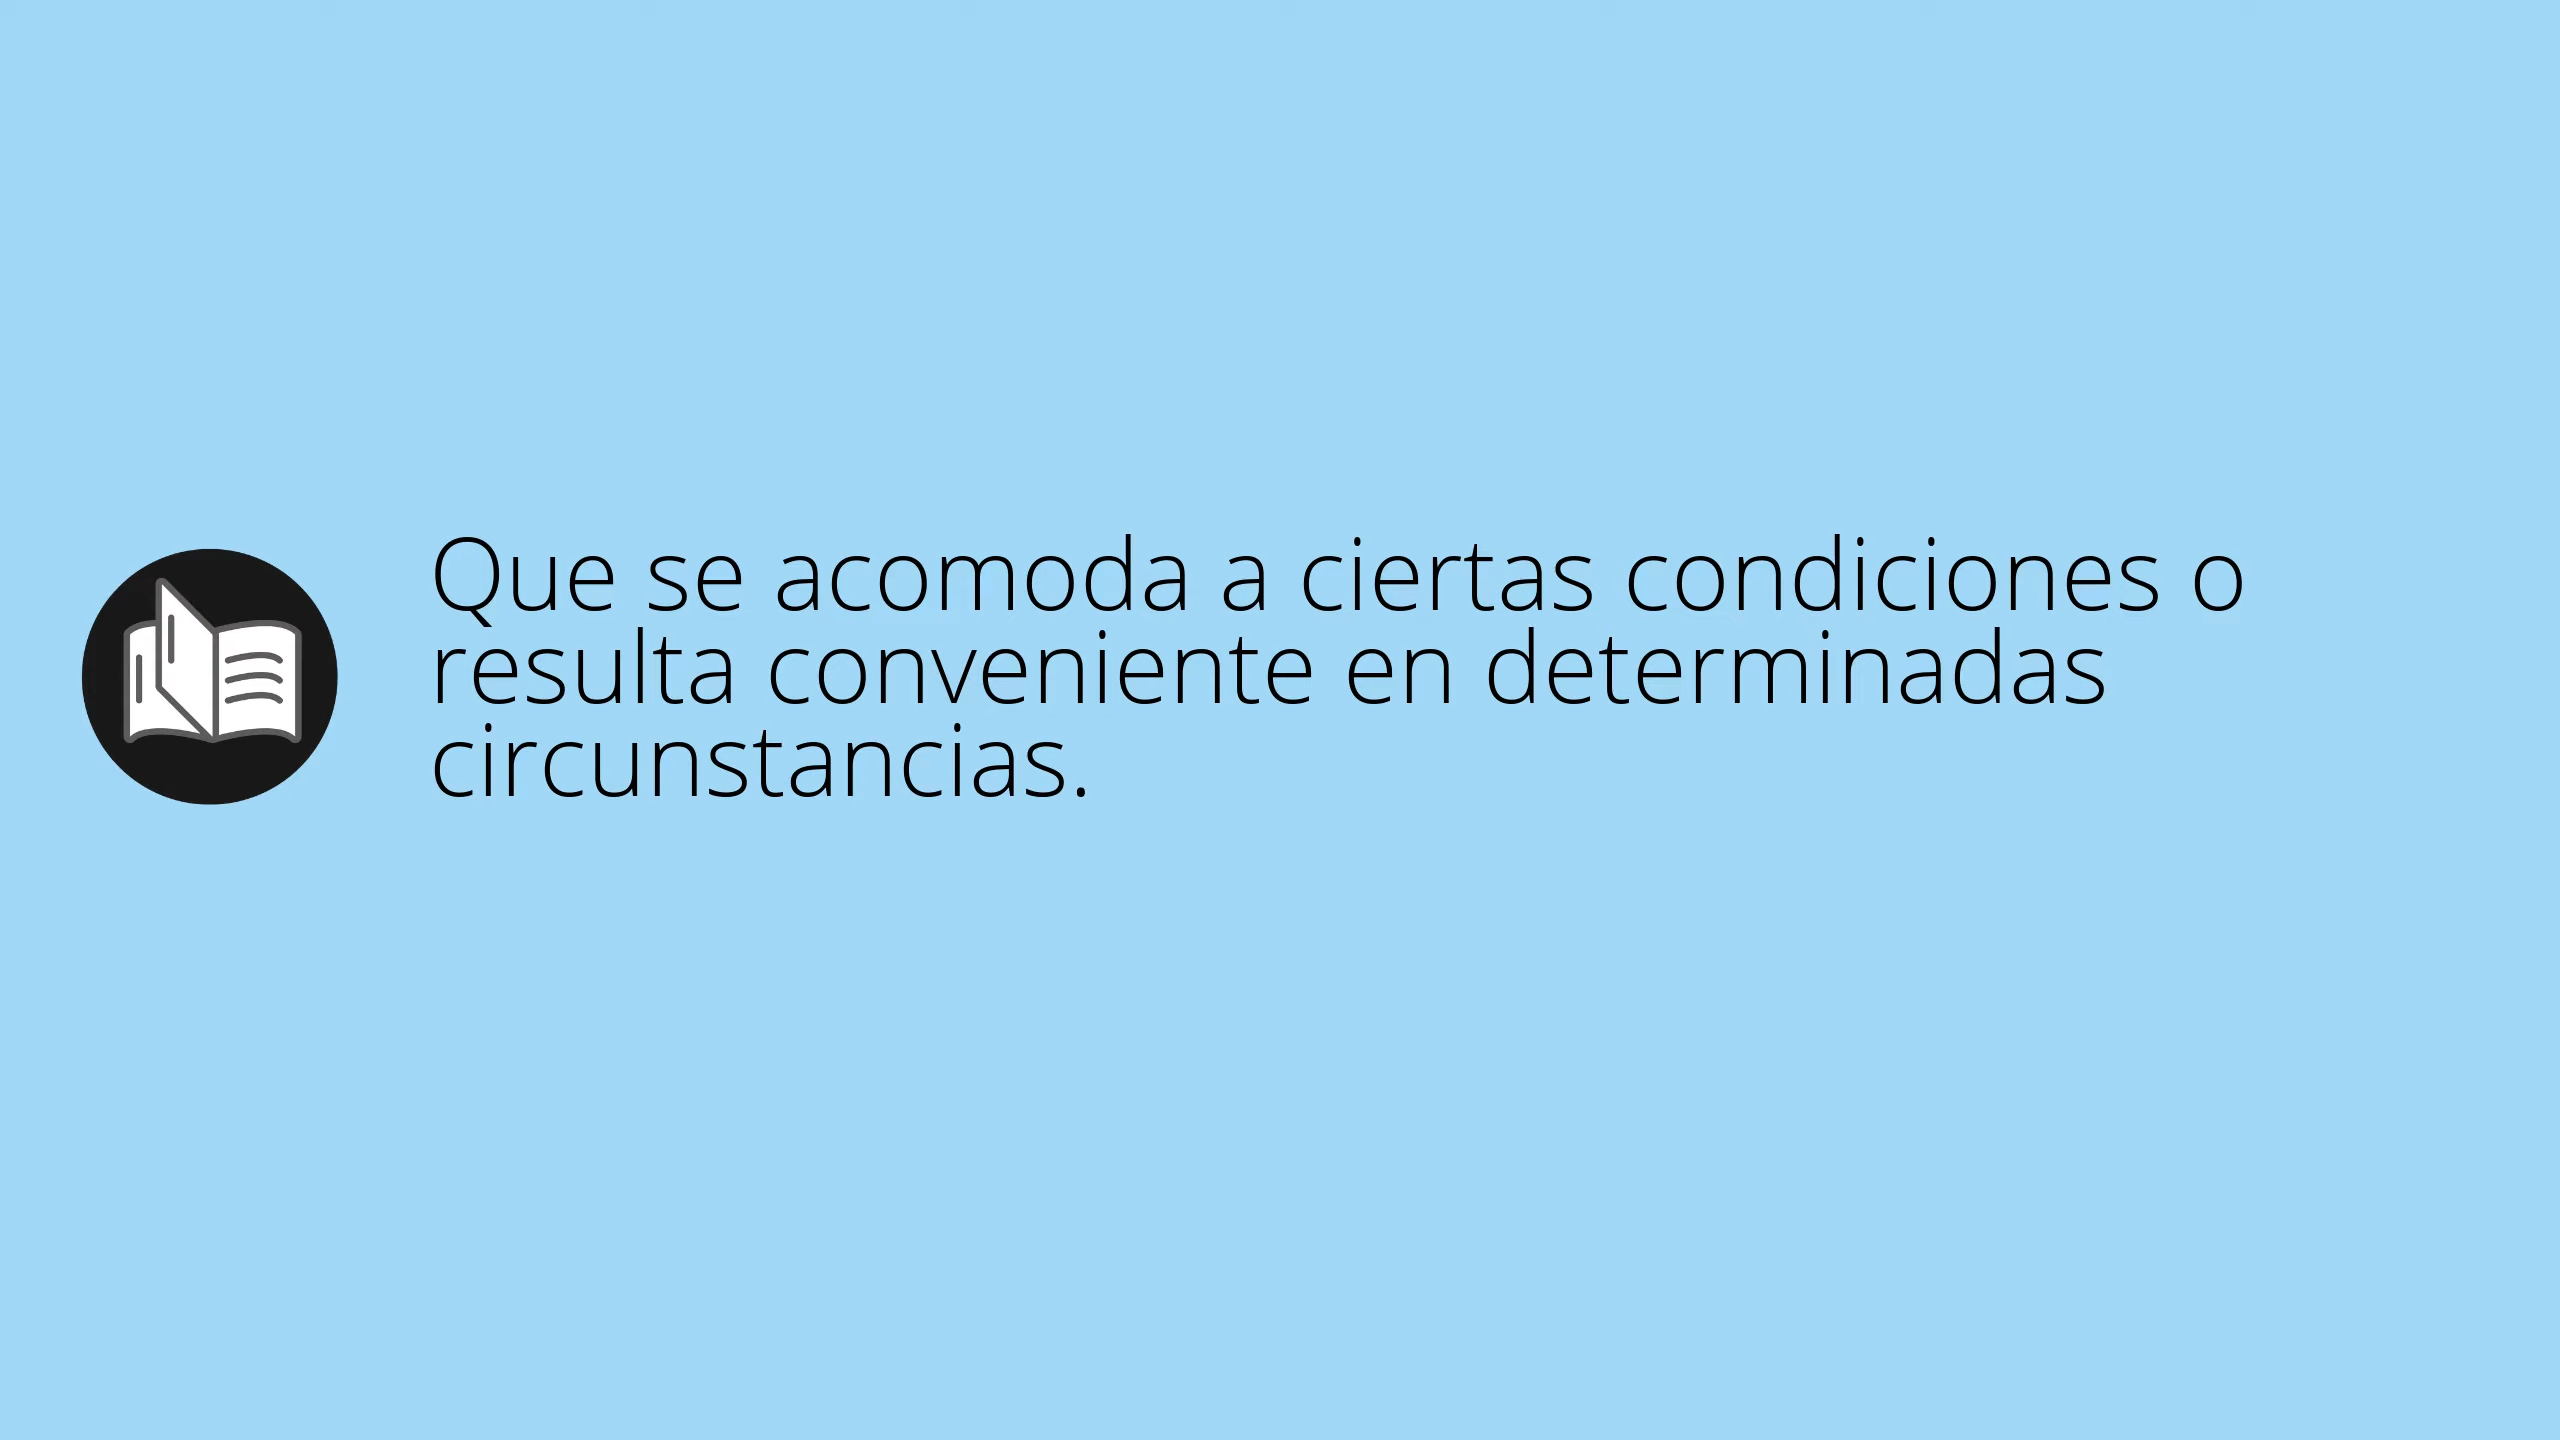 Que se acomoda a ciertas condiciones o
resulta conveniente en determinadas
circunstancias.